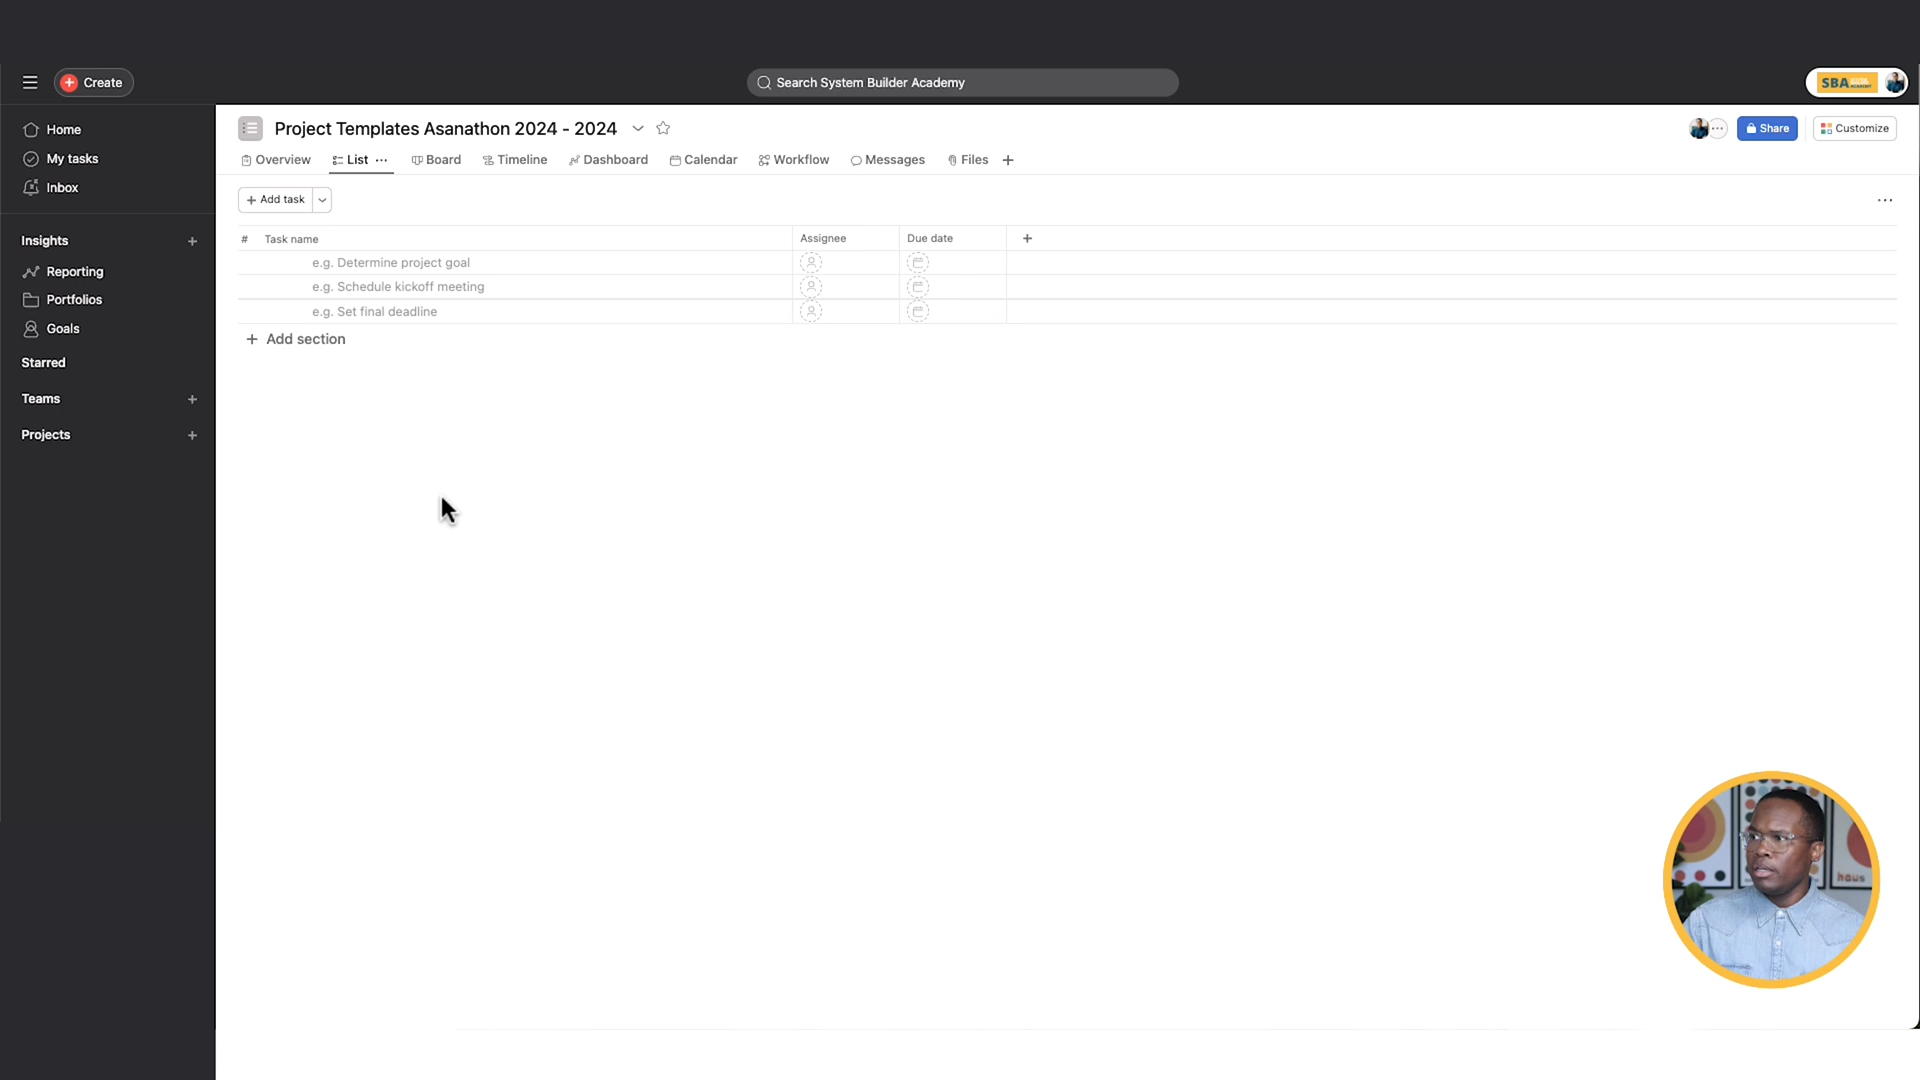 Create
Search System Builder Academy
SBA
Home
My tasks
Inbox
Insights
Reporting
Portfolios
Goals
Starred
Teams
Projects
Project Templates Asanathon 2024 - 2024
Share
Customize
Overview
List
Board
Timeline
Dashboard
Calendar
Workflow
Messages
Files
Add task
# Task name Assignee Due date
e.g. Determine project goal
e.g. Schedule kickoff meeting
e.g. Set final deadline
Add section
haus